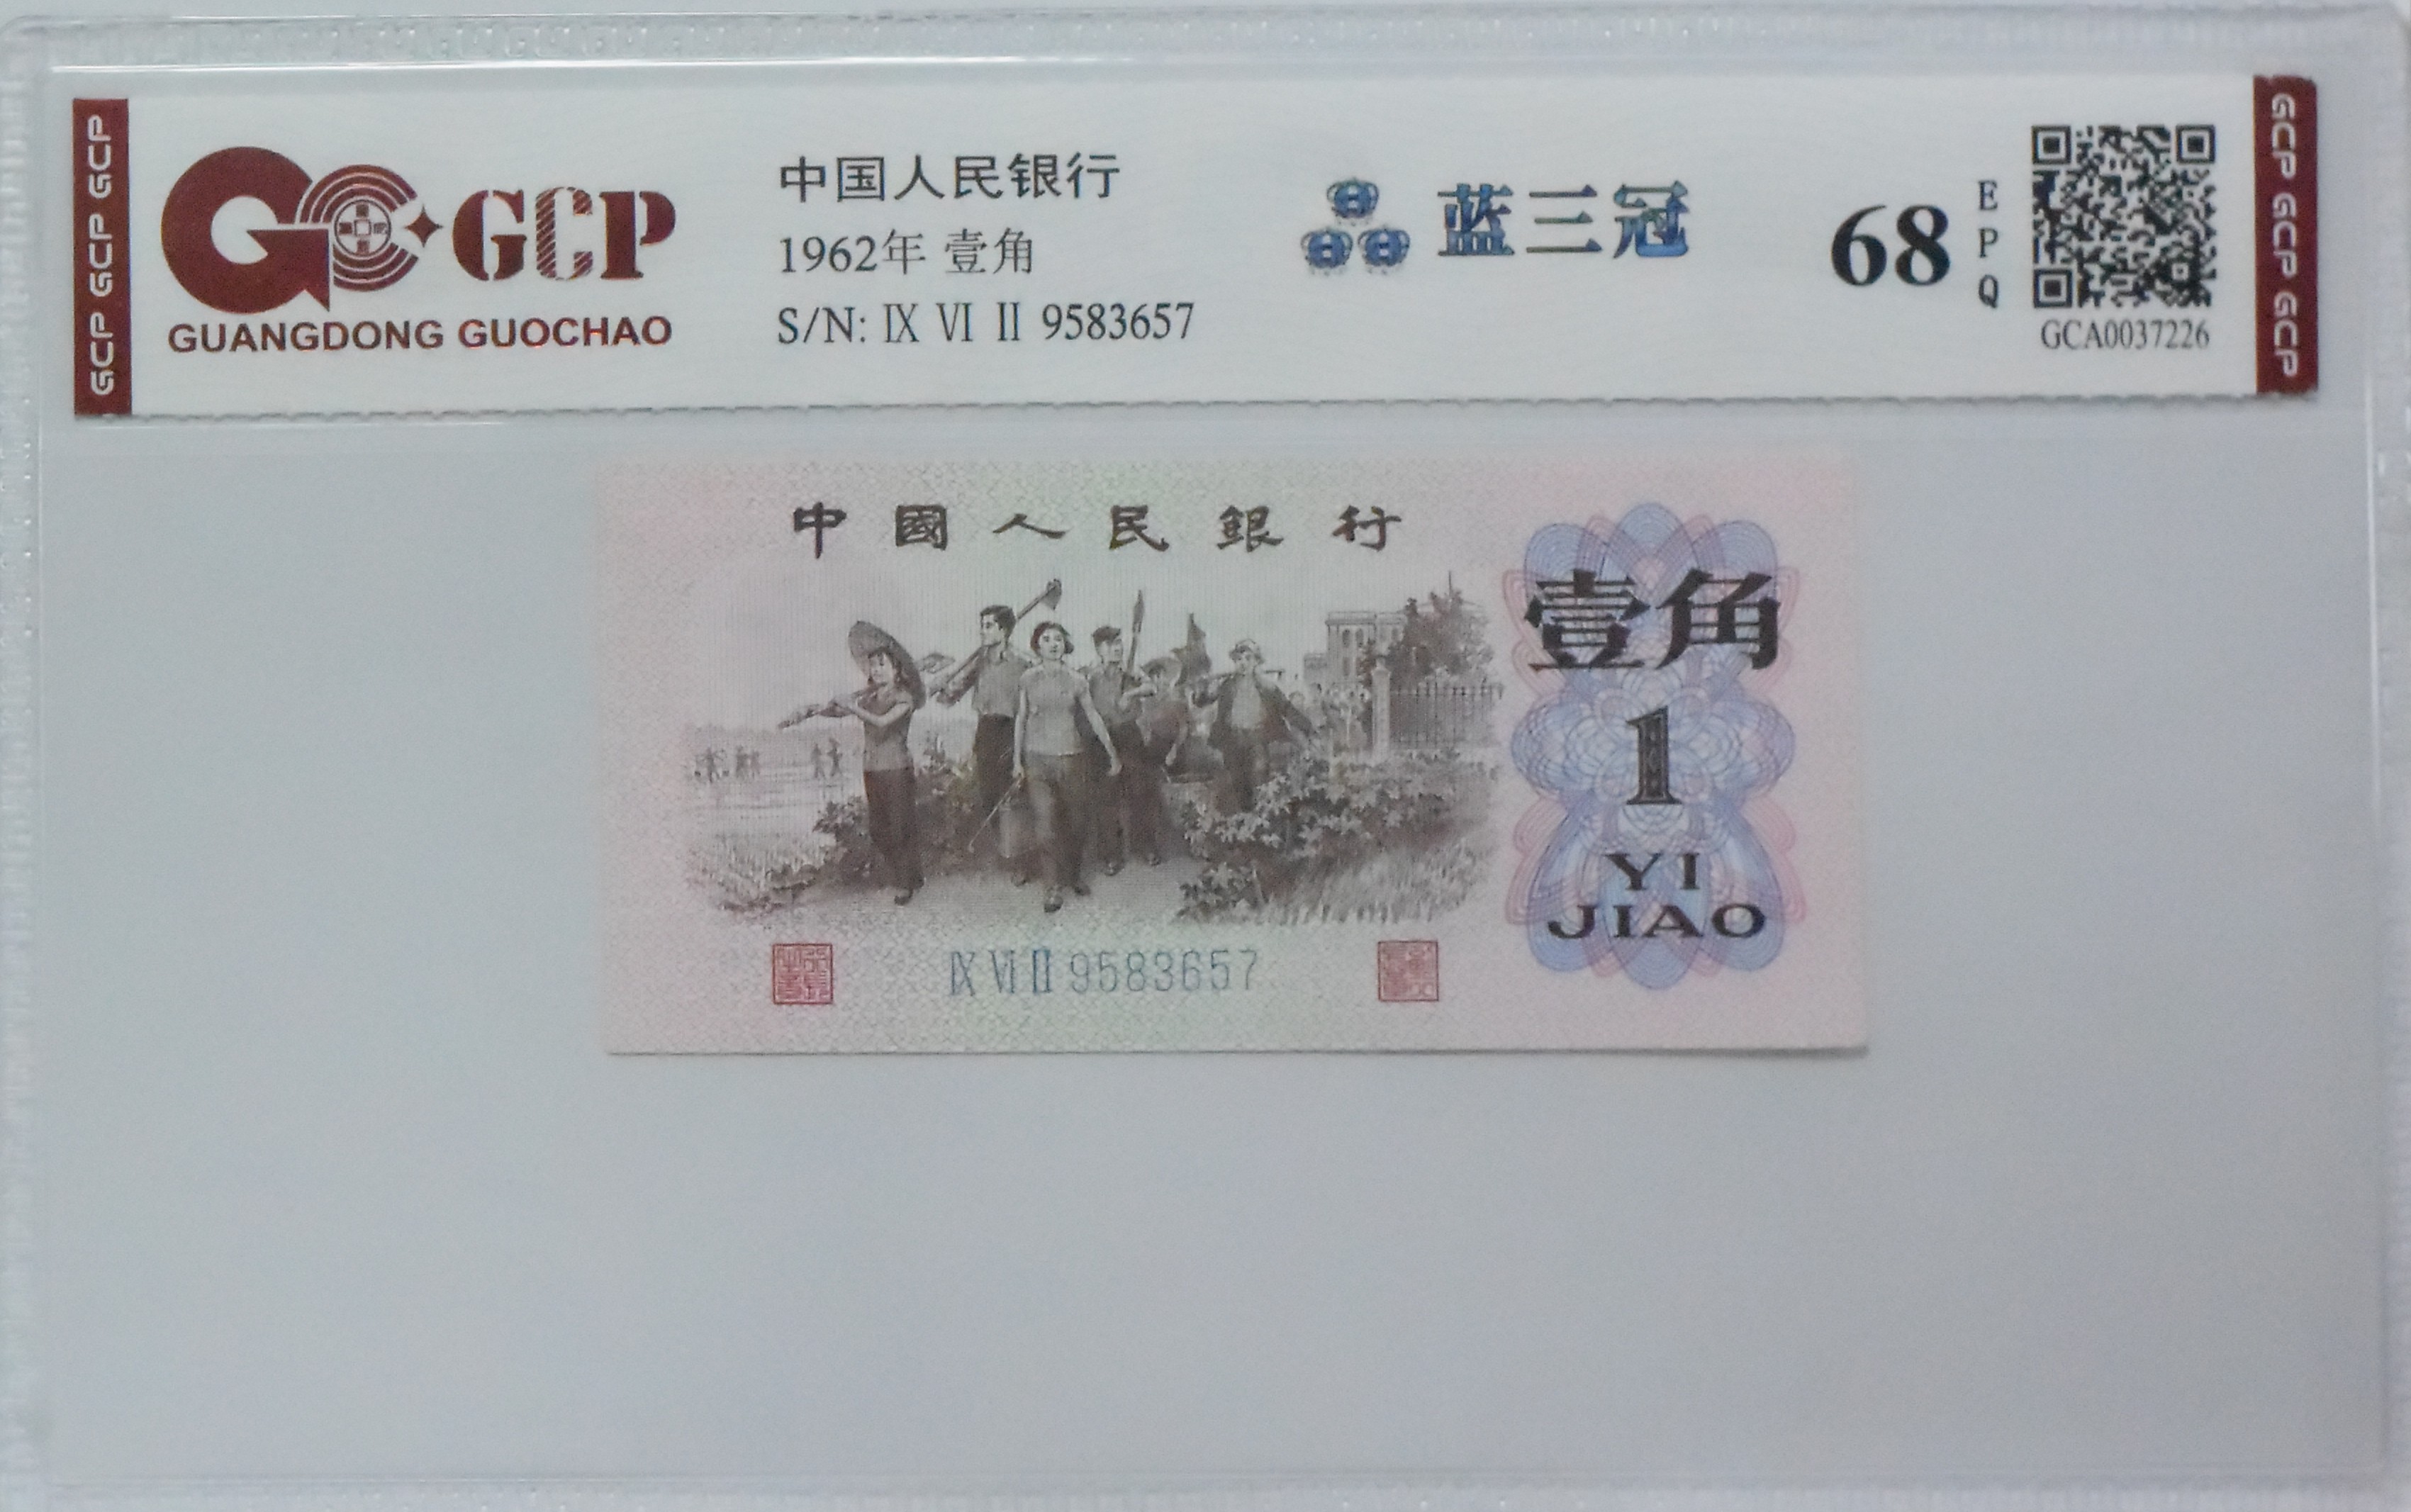 GCP GCP GCP
GCP
GUANGDONG GUOCHAO
中国人民银行
1962年 壹角
S/N: Ⅸ Ⅵ Ⅱ 9583657
蓝三冠
68
E
P
Q
GCA0037226
GCP GCP GCP
中國人民銀行
壹角
1
YI
JIAO
Ⅸ Ⅵ Ⅱ 9583657